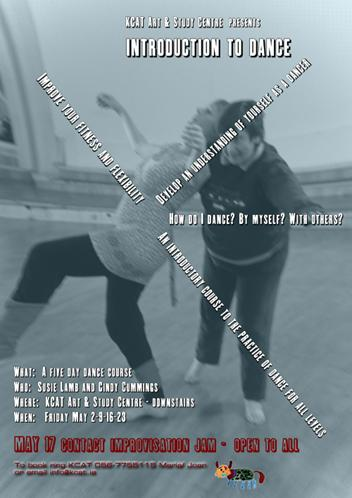 KCAT Art & Study Centre presents
INTRODUCTION TO DANCE
Improve your fitness and flexibility
Develop an understanding of yourself as a dancer
How do I dance? By myself? With others?
An introductory course to the practice of dance for all levels
What: A five day dance course
Who: Susie Lamb and Cindy Cummings
Where: KCAT Art & Study Centre - downstairs
When: Friday May 2-9-16-23
MAY 17 CONTACT IMPROVISATION JAM - OPEN TO ALL
To book ring KCAT 056-7755115 Maria/ Joan
or email info@kcat.ie